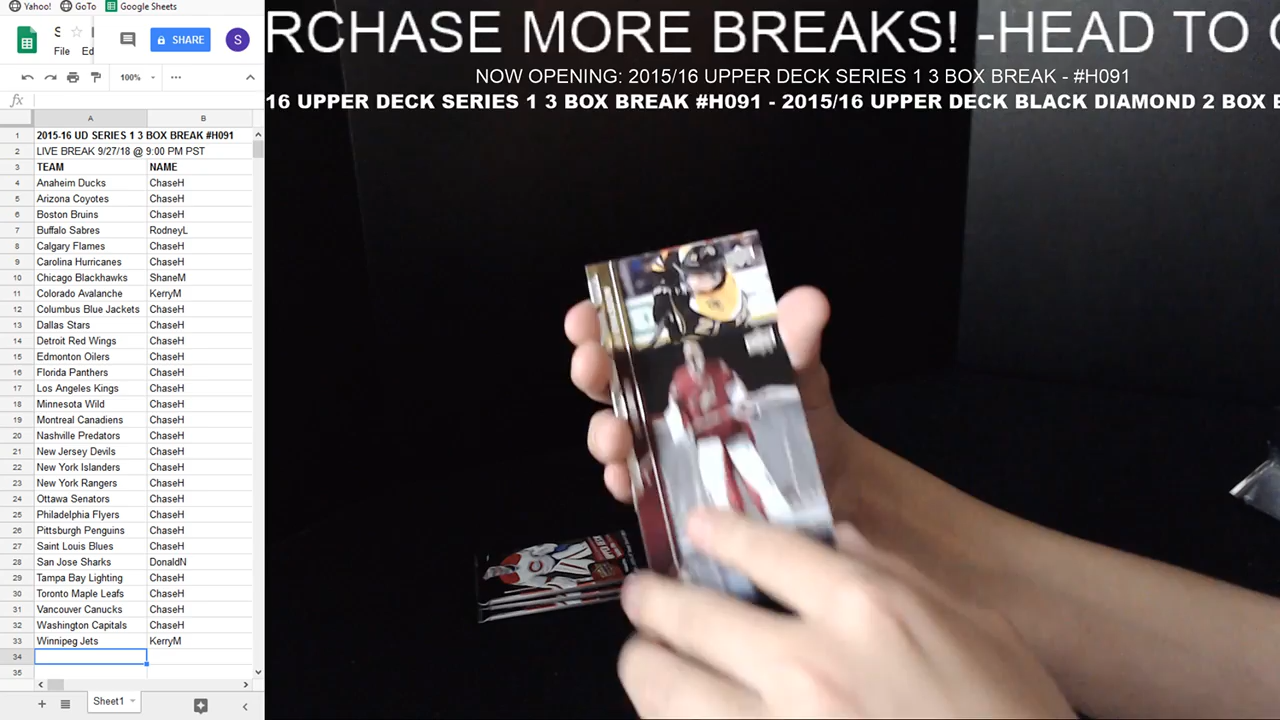 Yahoo! GoTo Google Sheets
S
File Ed
SHARE
S
100%
fx
A B
1 2015-16 UD SERIES 1 3 BOX BREAK #H091
2 LIVE BREAK 9/27/18 @ 9:00 PM PST
3 TEAM NAME
4 Anaheim Ducks ChaseH
5 Arizona Coyotes ChaseH
6 Boston Bruins ChaseH
7 Buffalo Sabres RodneyL
8 Calgary Flames ChaseH
9 Carolina Hurricanes ChaseH
10 Chicago Blackhawks ShaneM
11 Colorado Avalanche KerryM
12 Columbus Blue Jackets ChaseH
13 Dallas Stars ChaseH
14 Detroit Red Wings ChaseH
15 Edmonton Oilers ChaseH
16 Florida Panthers ChaseH
17 Los Angeles Kings ChaseH
18 Minnesota Wild ChaseH
19 Montreal Canadiens ChaseH
20 Nashville Predators ChaseH
21 New Jersey Devils ChaseH
22 New York Islanders ChaseH
23 New York Rangers ChaseH
24 Ottawa Senators ChaseH
25 Philadelphia Flyers ChaseH
26 Pittsburgh Penguins ChaseH
27 Saint Louis Blues ChaseH
28 San Jose Sharks DonaldN
29 Tampa Bay Lighting ChaseH
30 Toronto Maple Leafs ChaseH
31 Vancouver Canucks ChaseH
32 Washington Capitals ChaseH
33 Winnipeg Jets KerryM
34
35
Sheet1
RCHASE MORE BREAKS! -HEAD TO
NOW OPENING: 2015/16 UPPER DECK SERIES 1 3 BOX BREAK - #H091
16 UPPER DECK SERIES 1 3 BOX BREAK #H091 - 2015/16 UPPER DECK BLACK DIAMOND 2 BOX